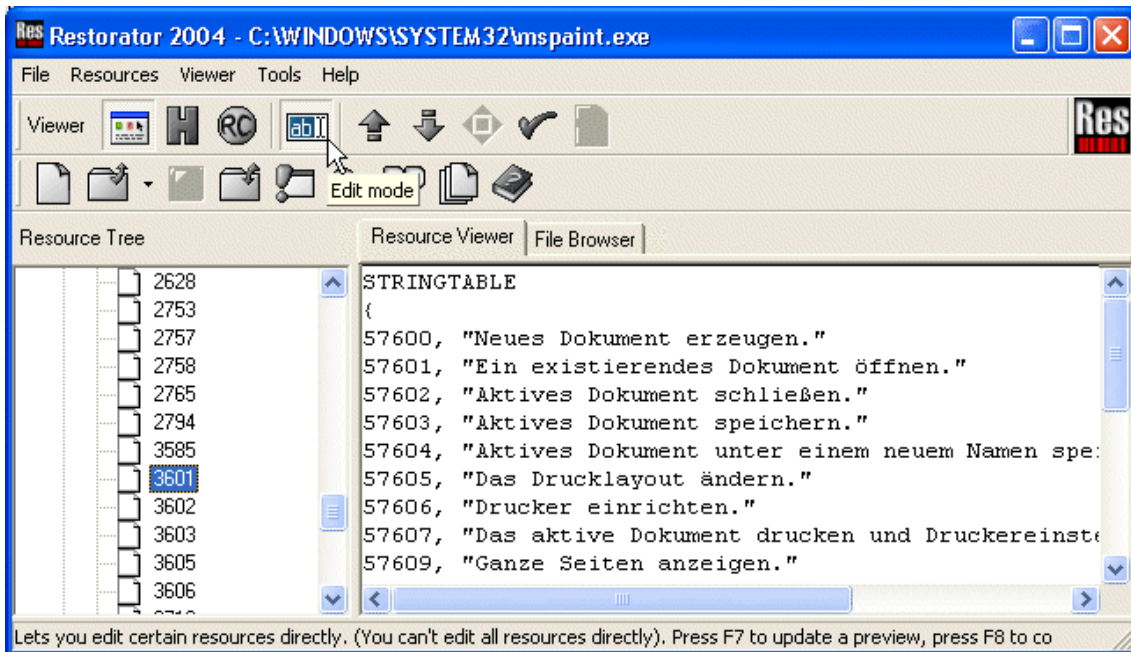 Res Restorator 2004 - C:\WINDOWS\SYSTEM32\mspaint.exe
File Resources Viewer Tools Help
Viewer H RC ab Res
Edit mode
Resource Tree Resource Viewer File Browser
2628 STRINGTABLE
2753 {
2757 57600, "Neues Dokument erzeugen."
2758 57601, "Ein existierendes Dokument öffnen."
2765 57602, "Aktives Dokument schließen."
2794 57603, "Aktives Dokument speichern."
3585 57604, "Aktives Dokument unter einem neuem Namen spe
3601 57605, "Das Drucklayout ändern."
3602 57606, "Drucker einrichten."
3603 57607, "Das aktive Dokument drucken und Druckereinste
3605 57609, "Ganze Seiten anzeigen."
3606
Lets you edit certain resources directly. (You can't edit all resources directly). Press F7 to update a preview, press F8 to co